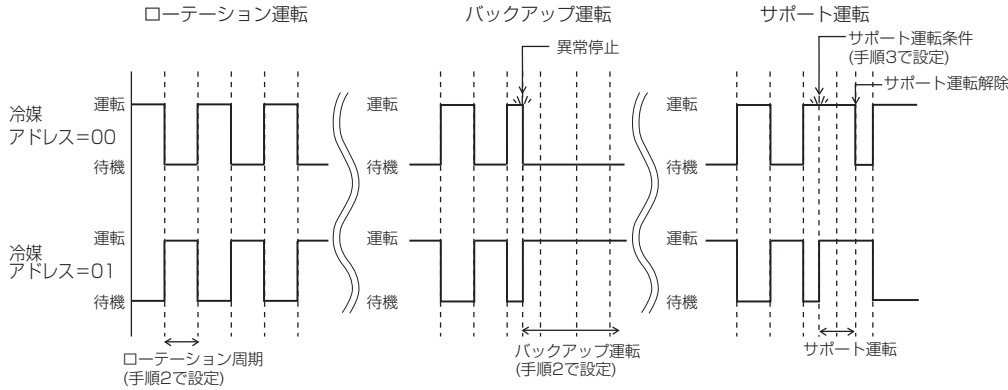 ローテーション運転
バックアップ運転
サポート運転
異常停止
サポート運転条件
(手順3で設定)
サポート運転解除
冷媒
アドレス=00
運転
待機
運転
待機
運転
待機
冷媒
アドレス=01
運転
待機
運転
待機
運転
待機
ローテーション周期
(手順2で設定)
バックアップ運転
(手順2で設定)
サポート運転